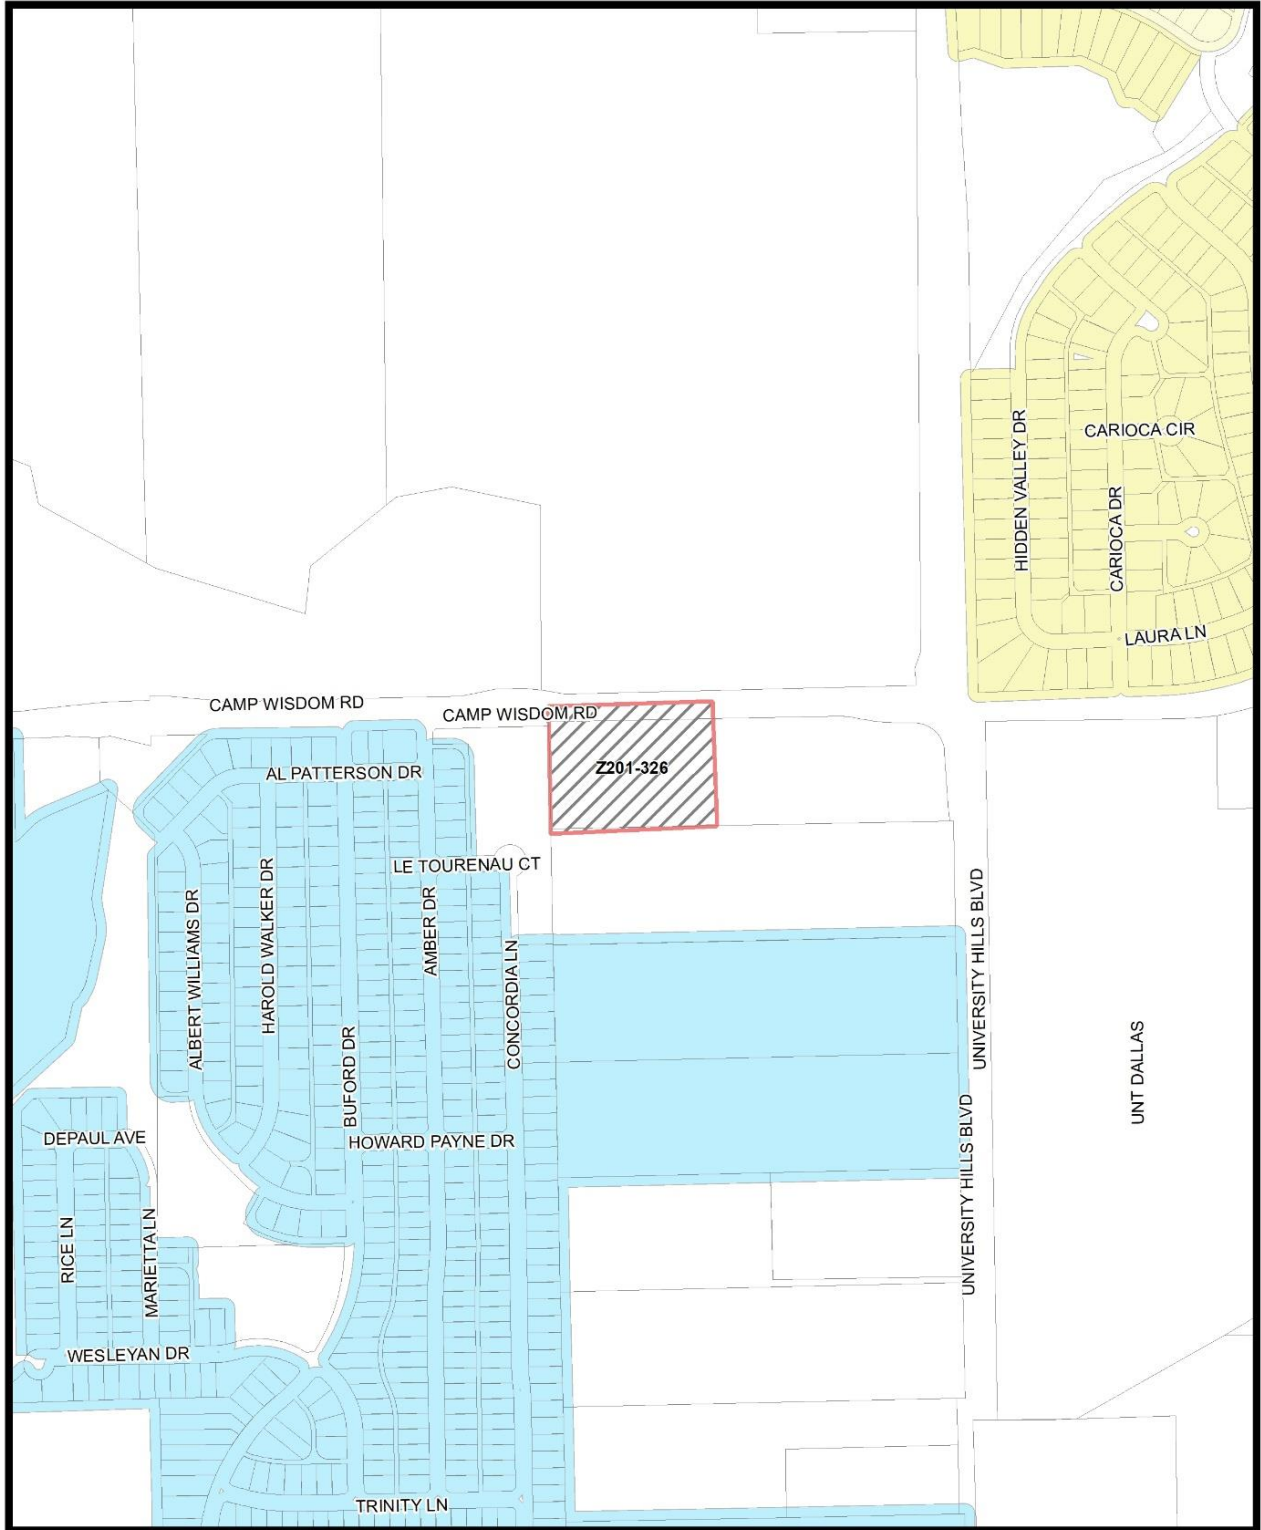 CARIOCA CIR
HIDDEN VALLEY DR
CARIOCA DR
LAURA LN
CAMP WISDOM RD
CAMP WISDOM RD
Z201-326
AL PATTERSON DR
LE TOURENAU CT
ALBERT WILLIAMS DR
HAROLD WALKER DR
AMBER DR
CONCORDIA LN
UNIVERSITY HILLS BLVD
BUFORD DR
UNT DALLAS
DEPAUL AVE
HOWARD PAYNE DR
UNIVERSITY HILLS BLVD
RICE LN
MARIETTA LN
WESLEYAN DR
TRINITY LN